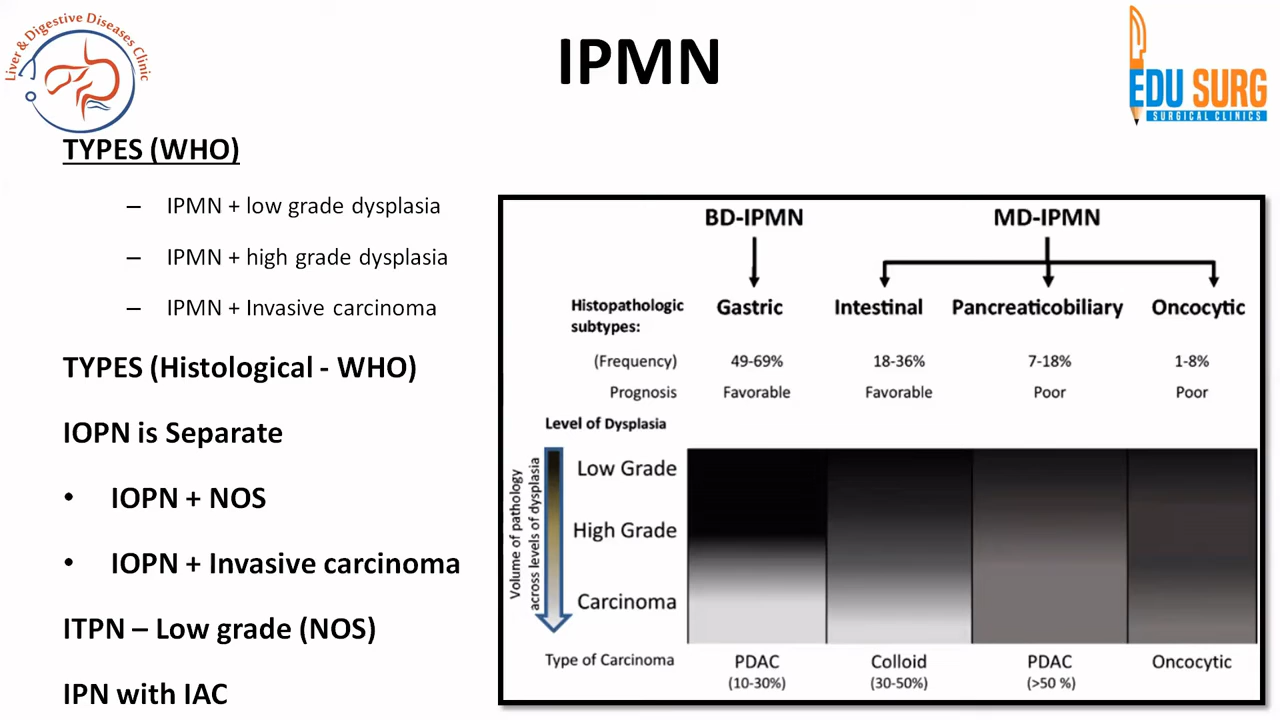 Liver & Digestive Diseases Clinic
IPMN
EDU SURG
SURGICAL CLINICS
TYPES (WHO)
– IPMN + low grade dysplasia
– IPMN + high grade dysplasia
– IPMN + Invasive carcinoma
TYPES (Histological - WHO)
IOPN is Separate
• IOPN + NOS
• IOPN + Invasive carcinoma
ITPN – Low grade (NOS)
IPN with IAC
BD-IPMN MD-IPMN
Histopathologic
subtypes:
Gastric Intestinal Pancreaticobiliary Oncocytic
(Frequency) 49-69% 18-36% 7-18% 1-8%
Prognosis Favorable Favorable Poor Poor
Level of Dysplasia
Volume of pathology
across levels of dysplasia
Low Grade
High Grade
Carcinoma
Type of Carcinoma PDAC Colloid PDAC Oncocytic
(10-30%) (30-50%) (>50 %)